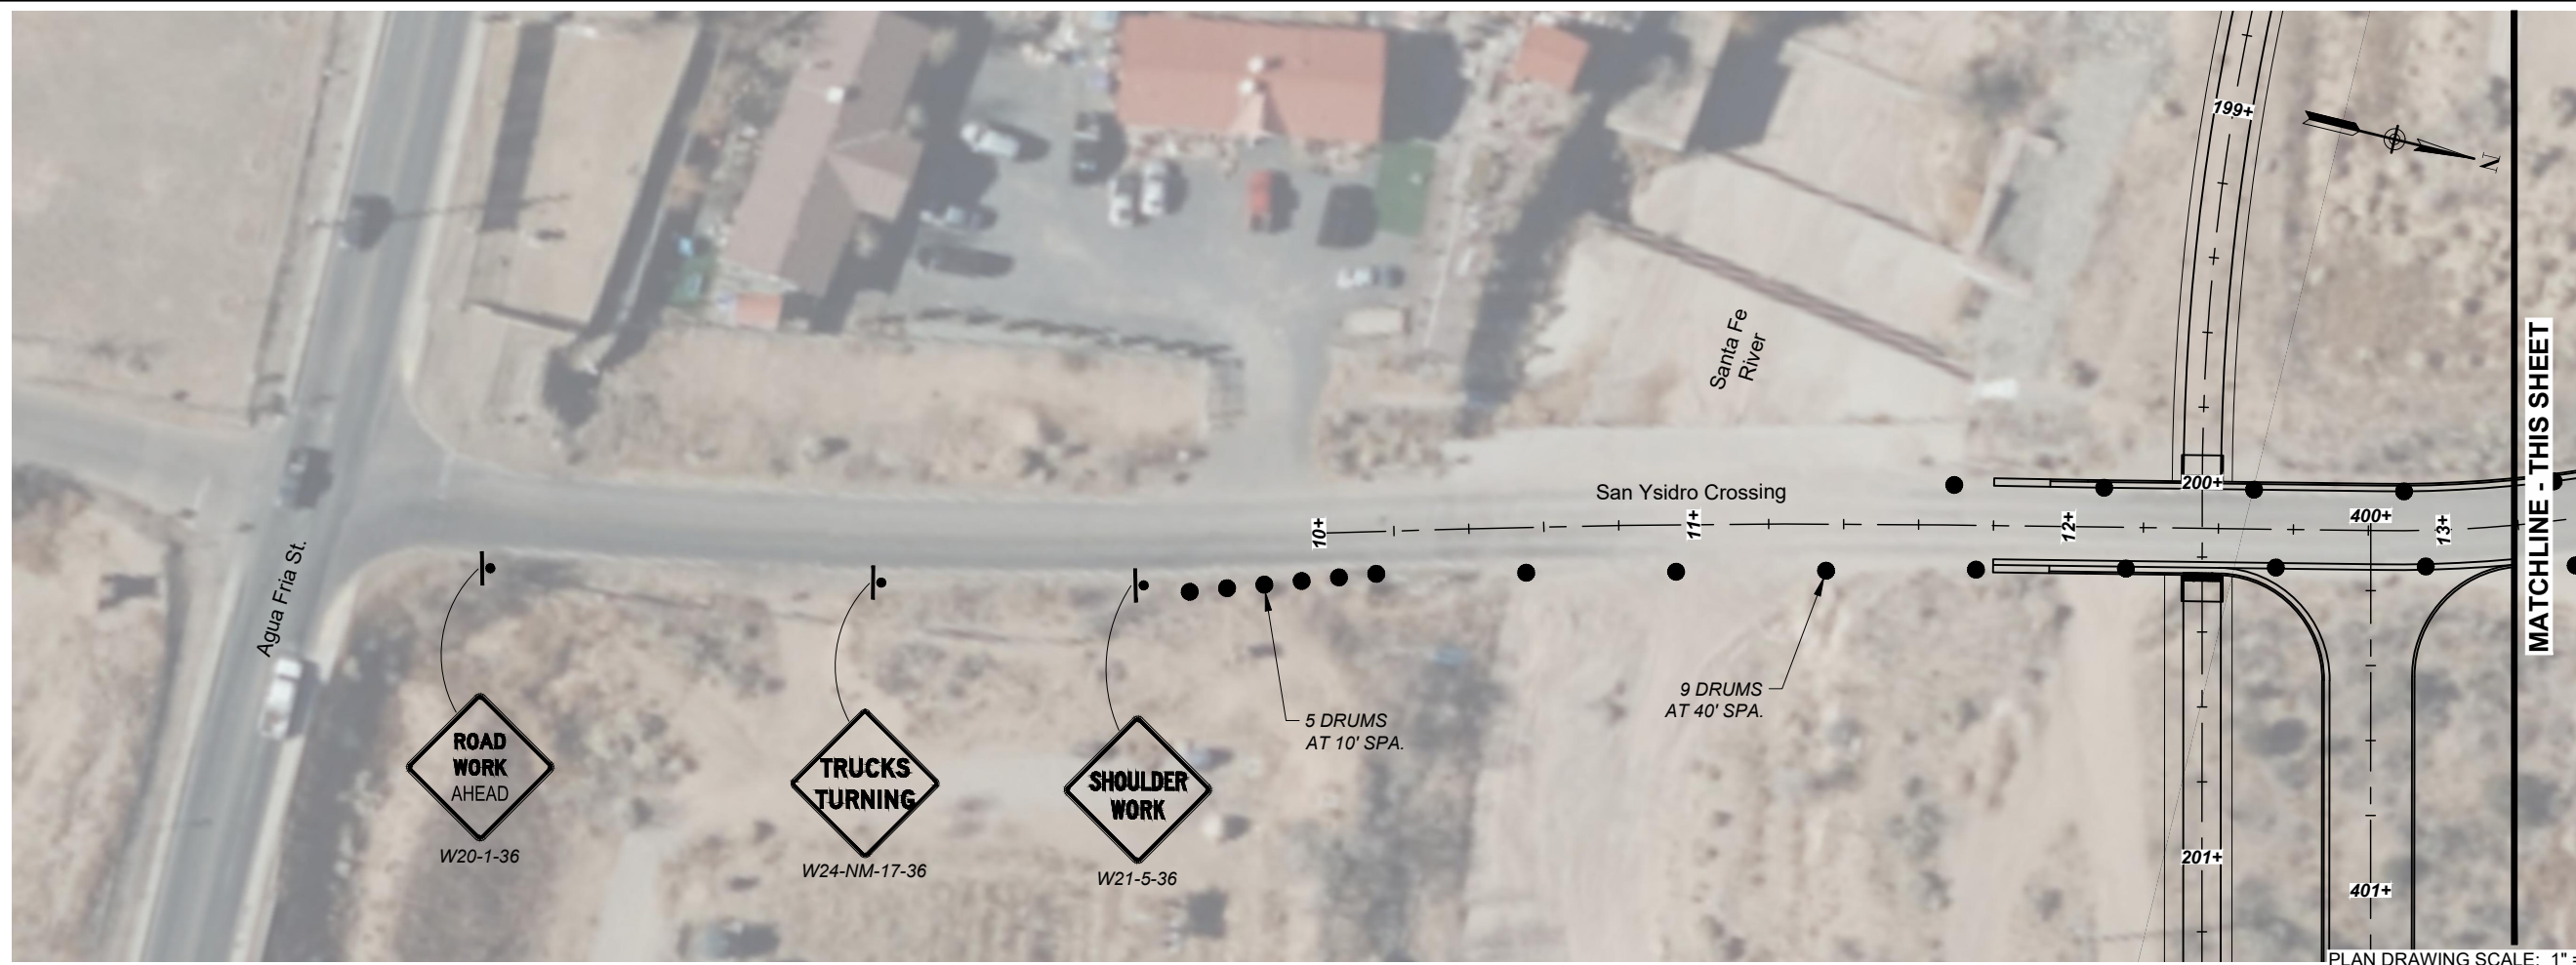 199+
N
Santa Fe
River
MATCHLINE - THIS SHEET
San Ysidro Crossing
200+
10+
11+
12+
400+
13+
Agua Fria St.
9 DRUMS
AT 40' SPA.
5 DRUMS
AT 10' SPA.
ROAD
WORK
AHEAD
W20-1-36
TRUCKS
TURNING
W24-NM-17-36
SHOULDER
WORK
W21-5-36
201+
401+
PLAN DRAWING SCALE: 1"